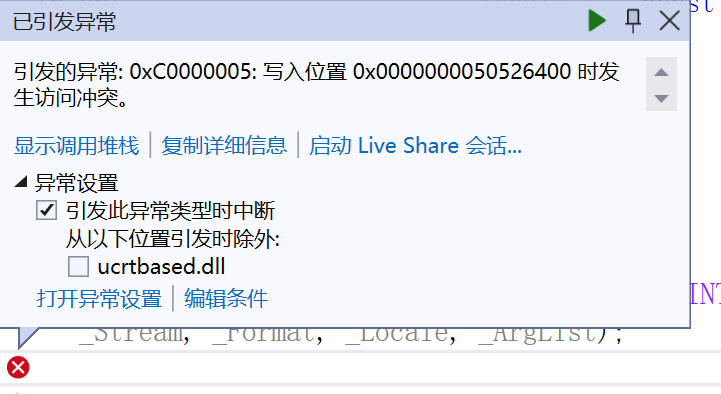 已引发异常
引发的异常: 0xC0000005: 写入位置 0x0000000050526400 时发
生访问冲突。
显示调用堆栈 | 复制详细信息 | 启动 Live Share 会话...
异常设置
引发此异常类型时中断
从以下位置引发时除外:
ucrtbased.dll
打开异常设置 | 编辑条件
INT
_Stream, _Format, _Locale, _ArgList);